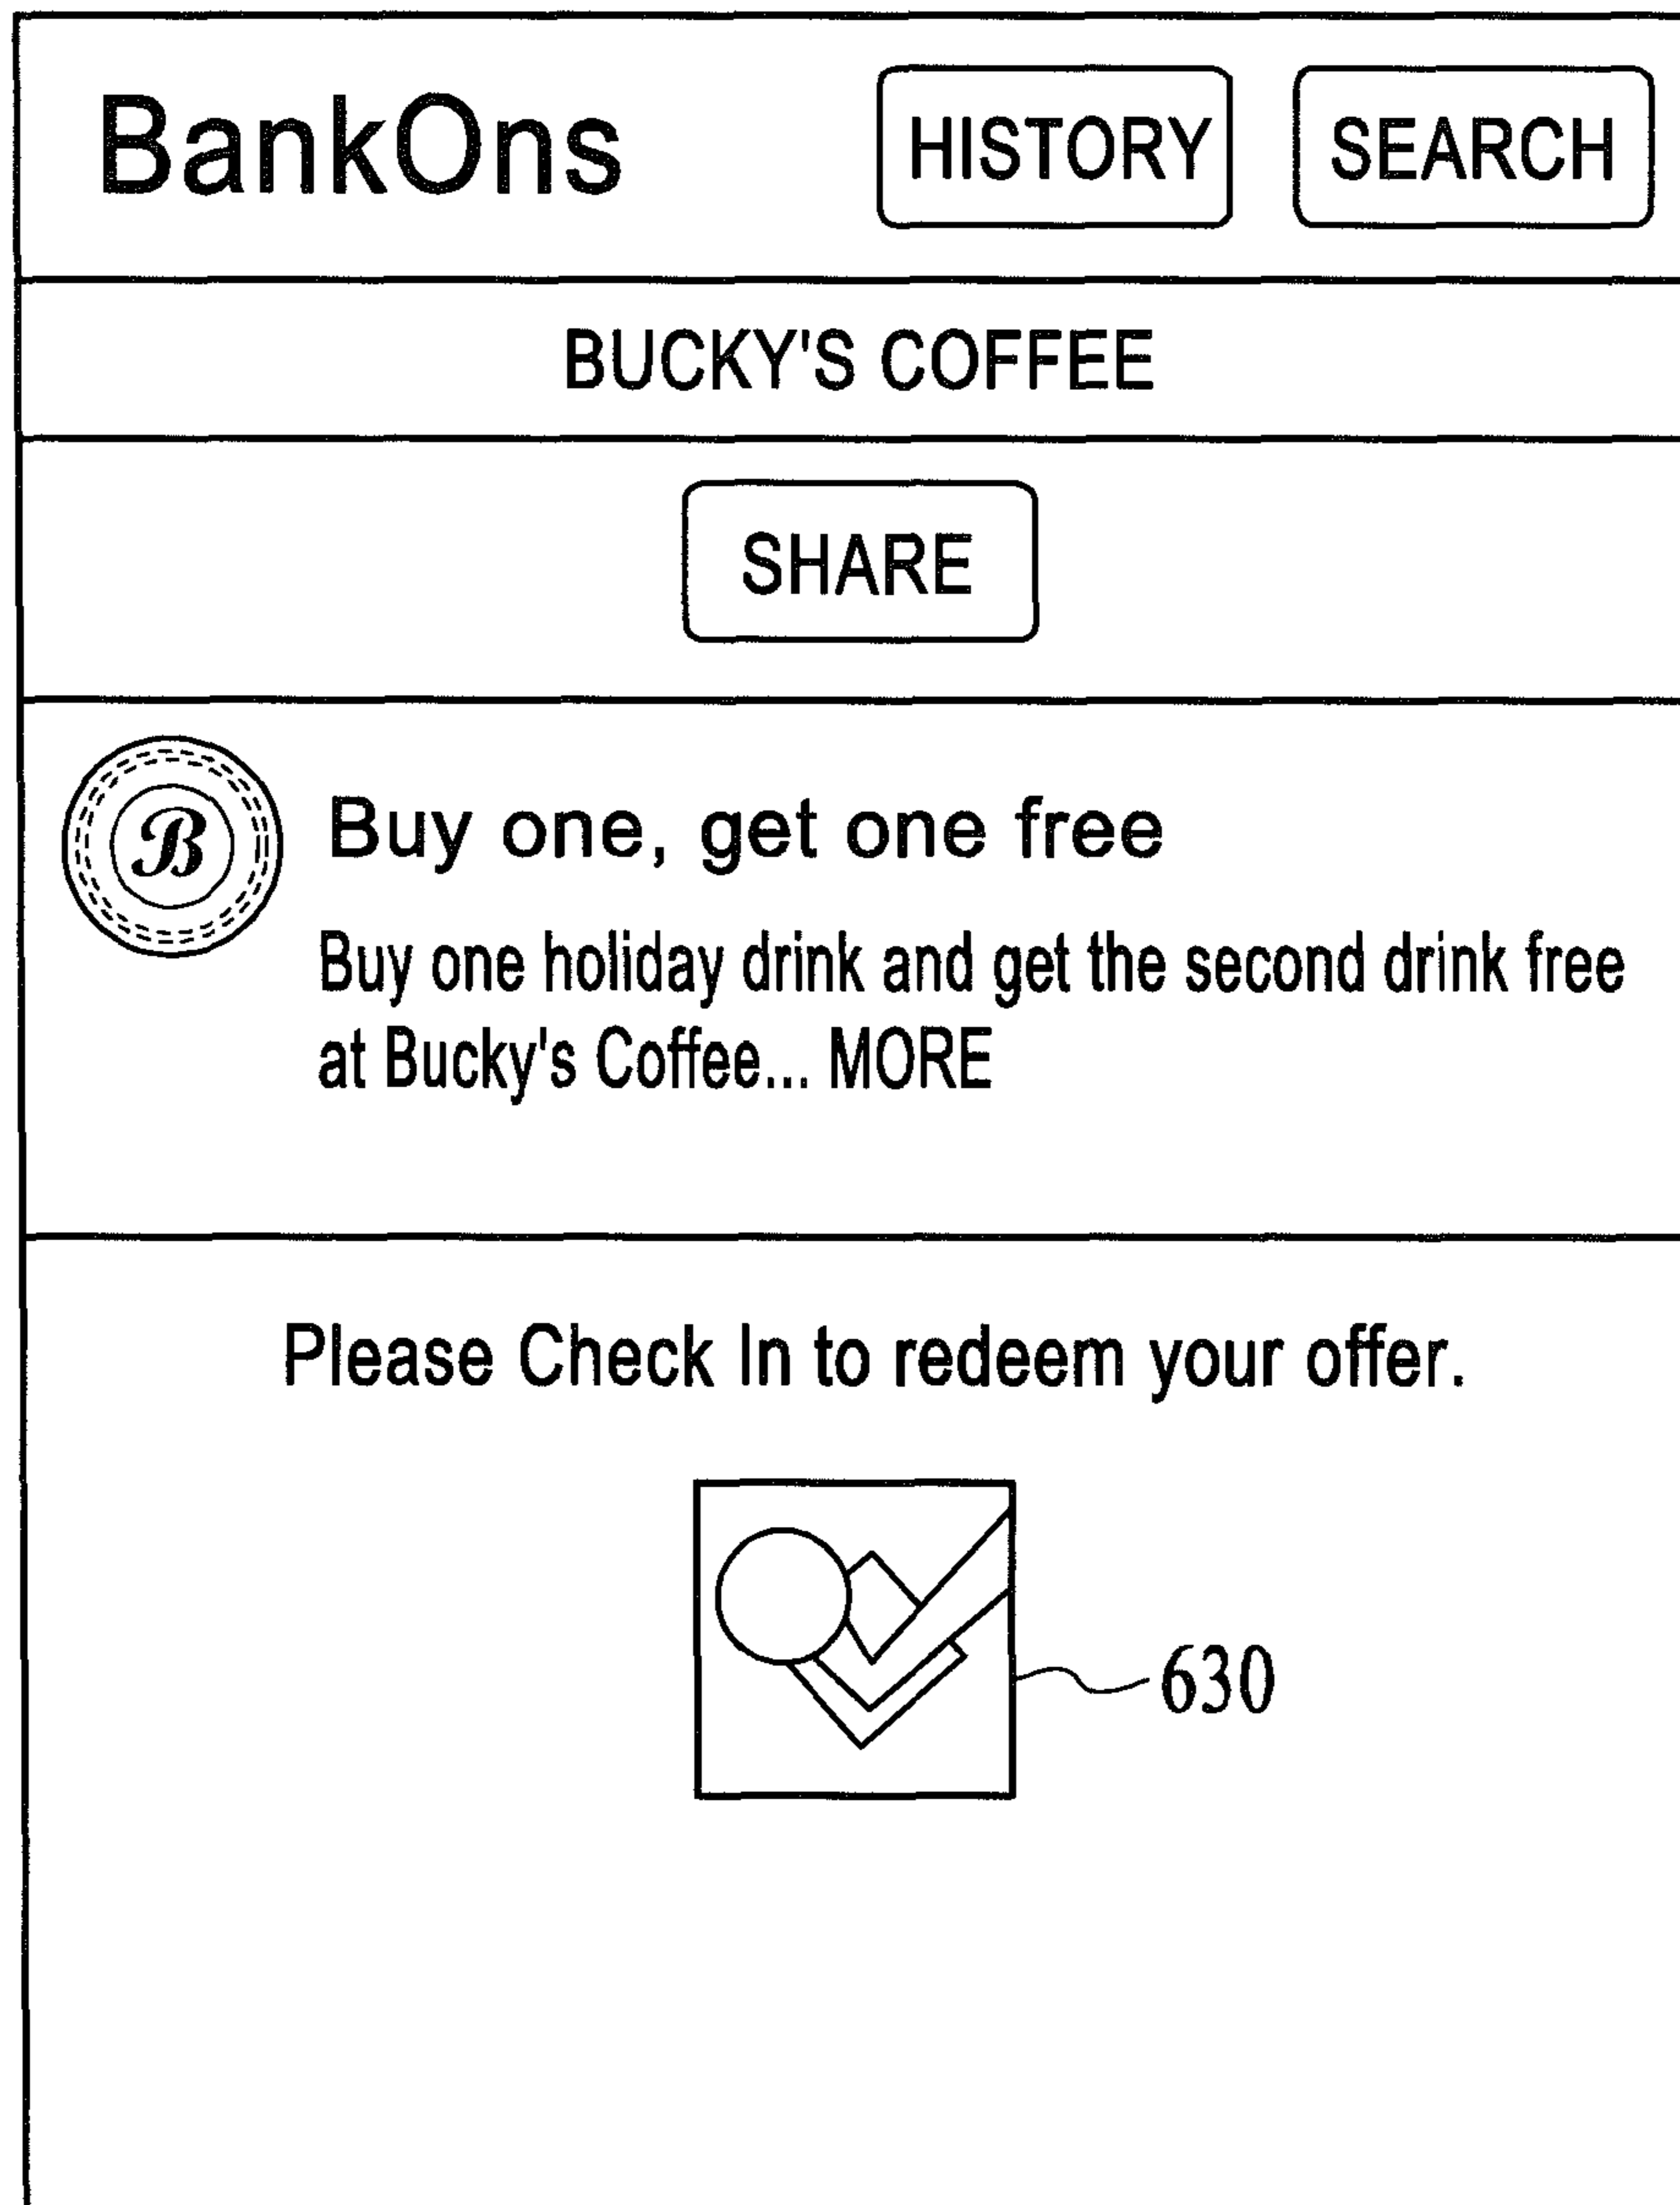 BankOns
HISTORY
SEARCH
BUCKY'S COFFEE
SHARE
B
Buy one, get one free
Buy one holiday drink and get the second drink free
at Bucky's Coffee... MORE
Please Check In to redeem your offer.
630